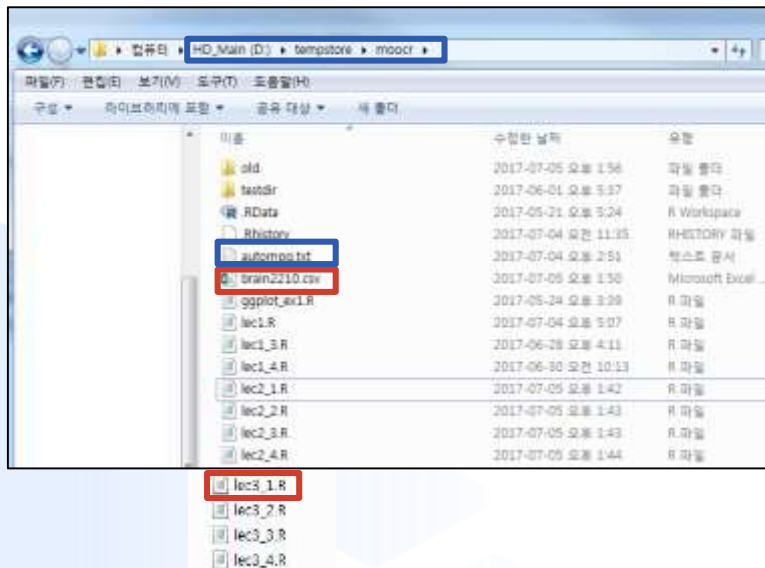 컴퓨터 ▸ HD_Main (D:) ▸ tempstore ▸ moocr ▸
파일(F) 편집(E) 보기(V) 도구(T) 도움말(H)
구성 ▾ 라이브러리에 포함 ▾ 공유 대상 ▾ 새 폴더
이름 수정한 날짜 유형
old 2017-07-05 오후 1:56 파일 폴더
testdir 2017-06-01 오후 5:37 파일 폴더
.RData 2017-05-21 오후 5:24 R Workspace
.Rhistory 2017-07-04 오전 11:35 RHISTORY 파일
autompg.txt 2017-07-04 오후 2:51 텍스트 문서
brain2210.csv 2017-07-05 오후 1:50 Microsoft Excel ...
ggplot_ex1.R 2017-05-24 오후 3:39 R 파일
lec1.R 2017-07-04 오후 5:07 R 파일
lec1_3.R 2017-06-28 오후 4:11 R 파일
lec1_4.R 2017-06-30 오전 10:13 R 파일
lec2_1.R 2017-07-05 오후 1:42 R 파일
lec2_2.R 2017-07-05 오후 1:43 R 파일
lec2_3.R 2017-07-05 오후 1:43 R 파일
lec2_4.R 2017-07-05 오후 1:44 R 파일
lec3_1.R
lec3_2.R
lec3_3.R
lec3_4.R